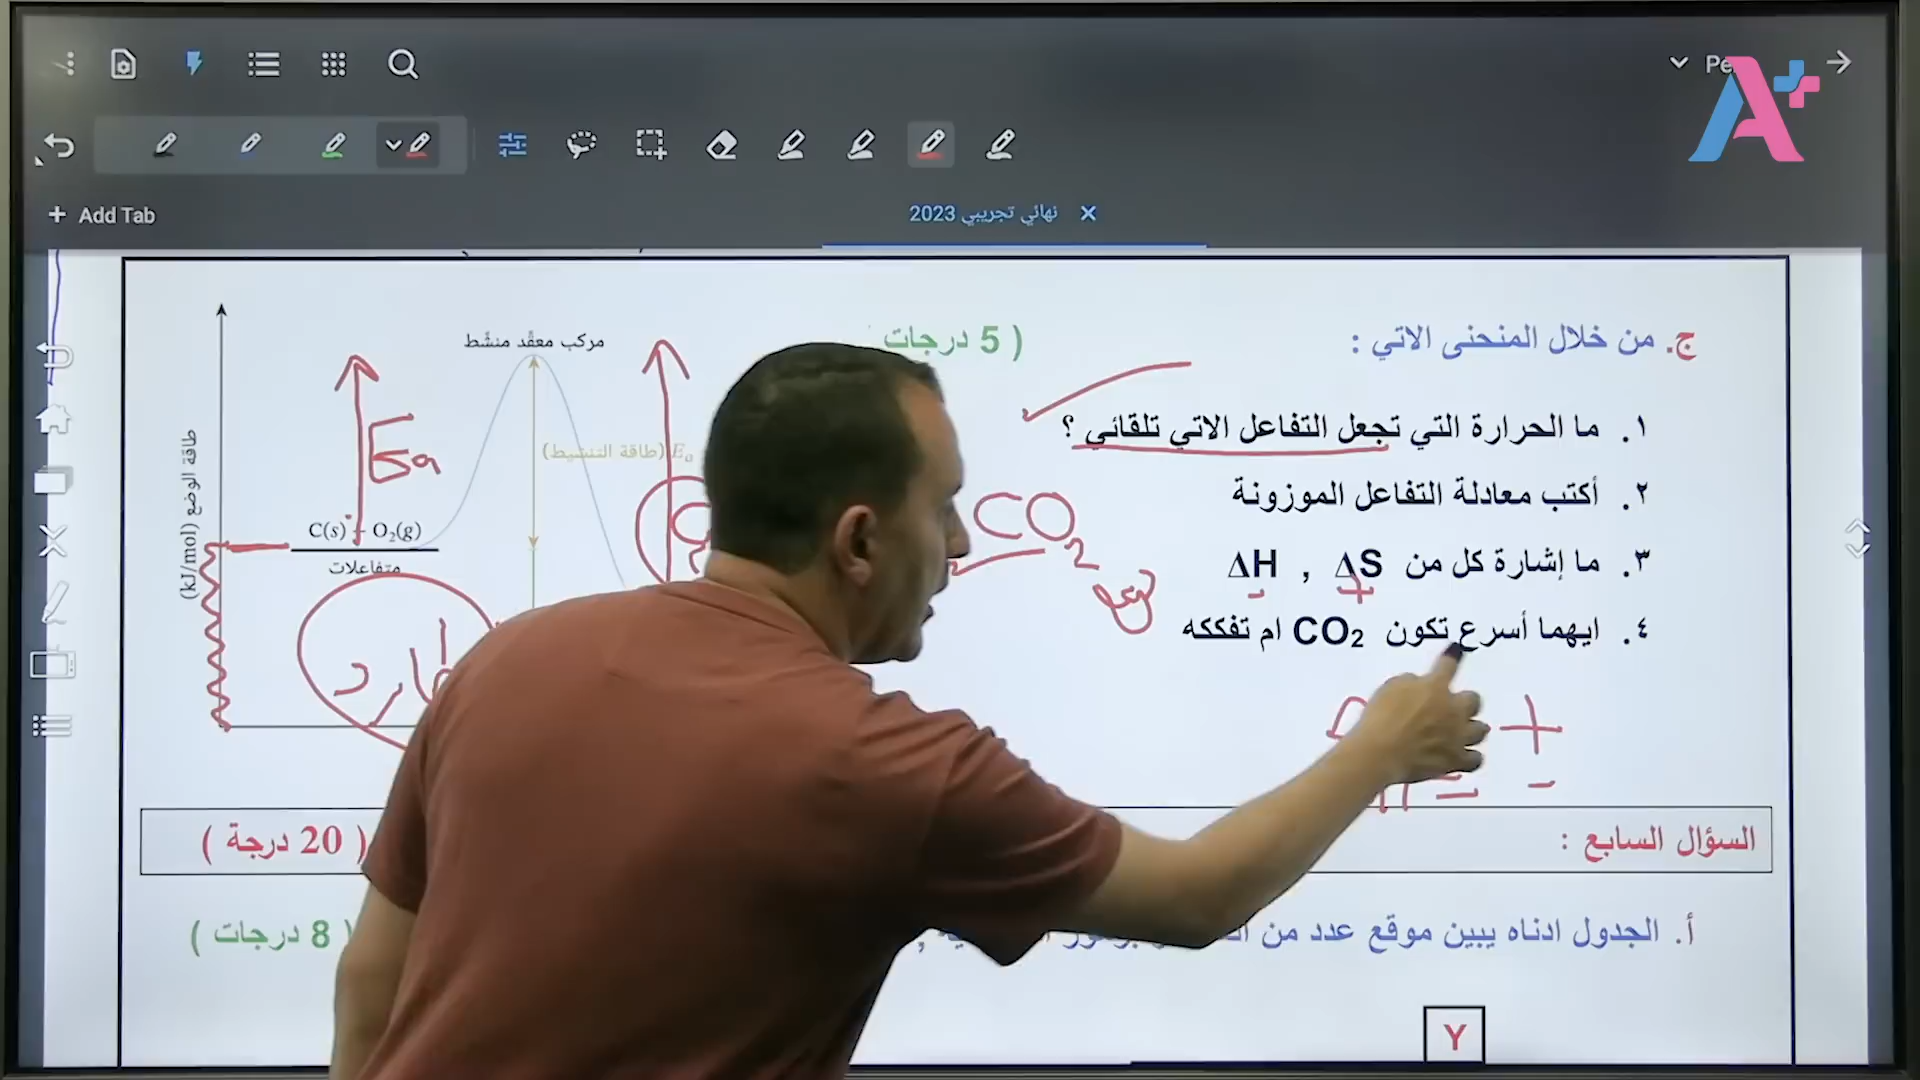 Pe
A+
Add Tab
نهائي تجريبي 2023
ج. من خلال المنحنى الاتي :
( 5 درجات
١. ما الحرارة التي تجعل التفاعل الاتي تلقائي ؟
٢. أكتب معادلة التفاعل الموزونة
٣. ما إشارة كل من ΔH , ΔS
- +
٤. ايهما أسرع تكون CO2 ام تفككه
مركب معقد منشط
(طاقة التنشيط) Ea
Ea
طاقة الوضع (kJ/mol)
C(s) + O2(g)
متفاعلات
CO2
(g)
+
-
السؤال السابع :
( 20 درجة )
أ. الجدول ادناه يبين موقع عدد من
( 8 درجات )
Y